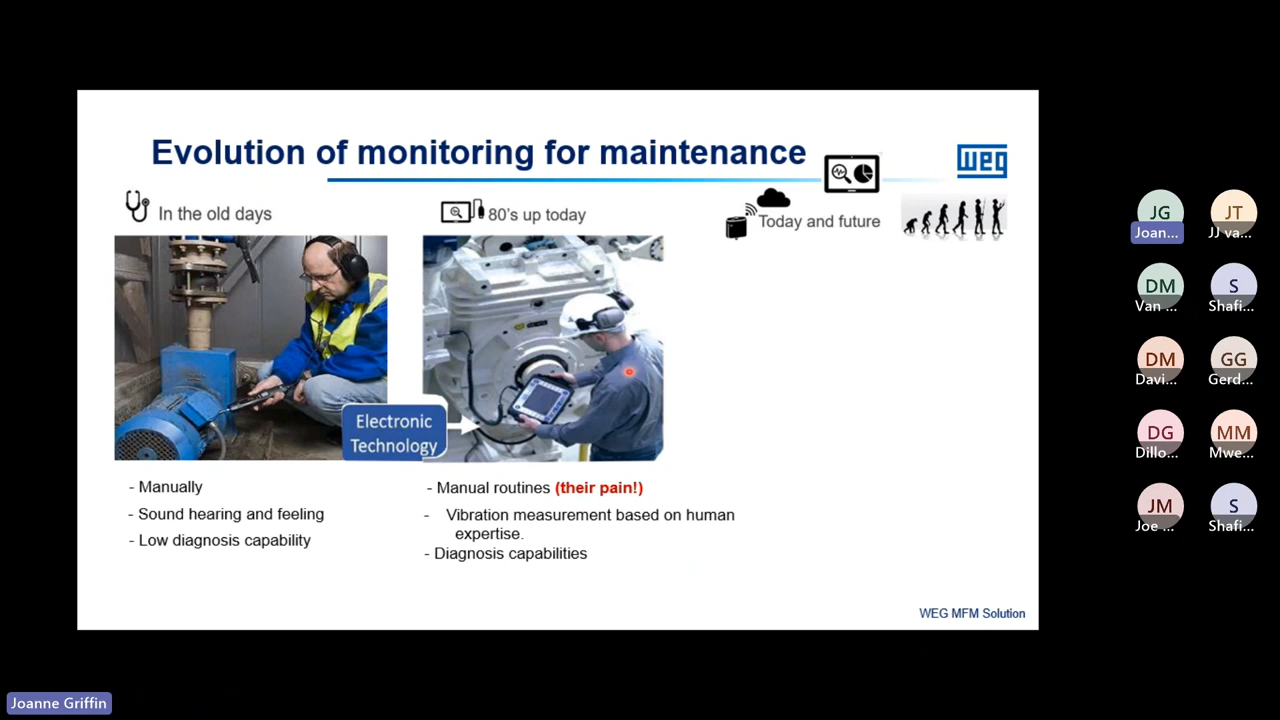 Evolution of monitoring for maintenance
weg
In the old days
80's up today
Today and future
Electronic
Technology
- Manually
- Sound hearing and feeling
- Low diagnosis capability
- Manual routines (their pain!)
- Vibration measurement based on human
expertise.
- Diagnosis capabilities
WEG MFM Solution
JG
Joan...
JT
JJ va...
DM
Van ...
S
Shafi...
DM
Davi...
GG
Gerd...
DG
Dillo...
MM
Mwe...
JM
Joe ...
S
Shafi...
Joanne Griffin